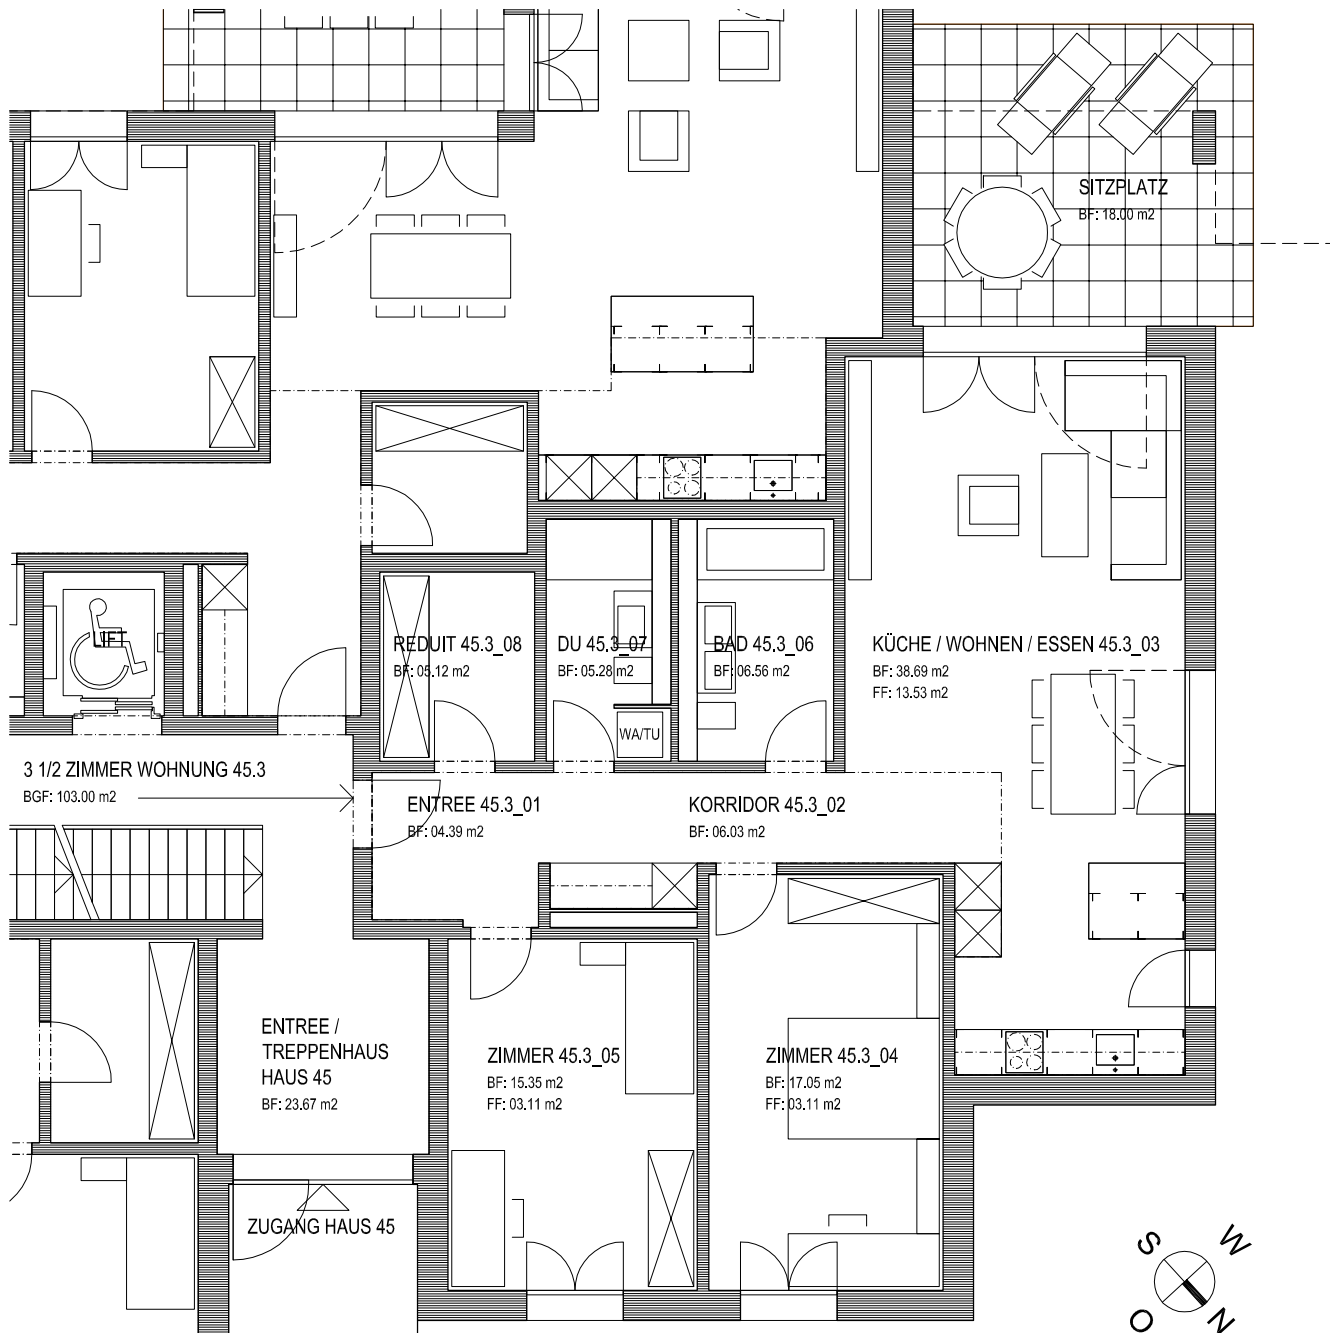 SITZPLATZ
BF: 18.00 m2
LIFT
REDUIT 45.3_08
BF: 05.12 m2
DU 45.3_07
BF: 05.28 m2
BAD 45.3_06
BF: 06.56 m2
KÜCHE / WOHNEN / ESSEN 45.3_03
BF: 38.69 m2
FF: 13.53 m2
WA/TU
3 1/2 ZIMMER WOHNUNG 45.3
BGF: 103.00 m2
ENTREE 45.3_01
BF: 04.39 m2
KORRIDOR 45.3_02
BF: 06.03 m2
ENTREE /
TREPPENHAUS
HAUS 45
BF: 23.67 m2
ZIMMER 45.3_05
BF: 15.35 m2
FF: 03.11 m2
ZIMMER 45.3_04
BF: 17.05 m2
FF: 03.11 m2
ZUGANG HAUS 45
S
W
O
N